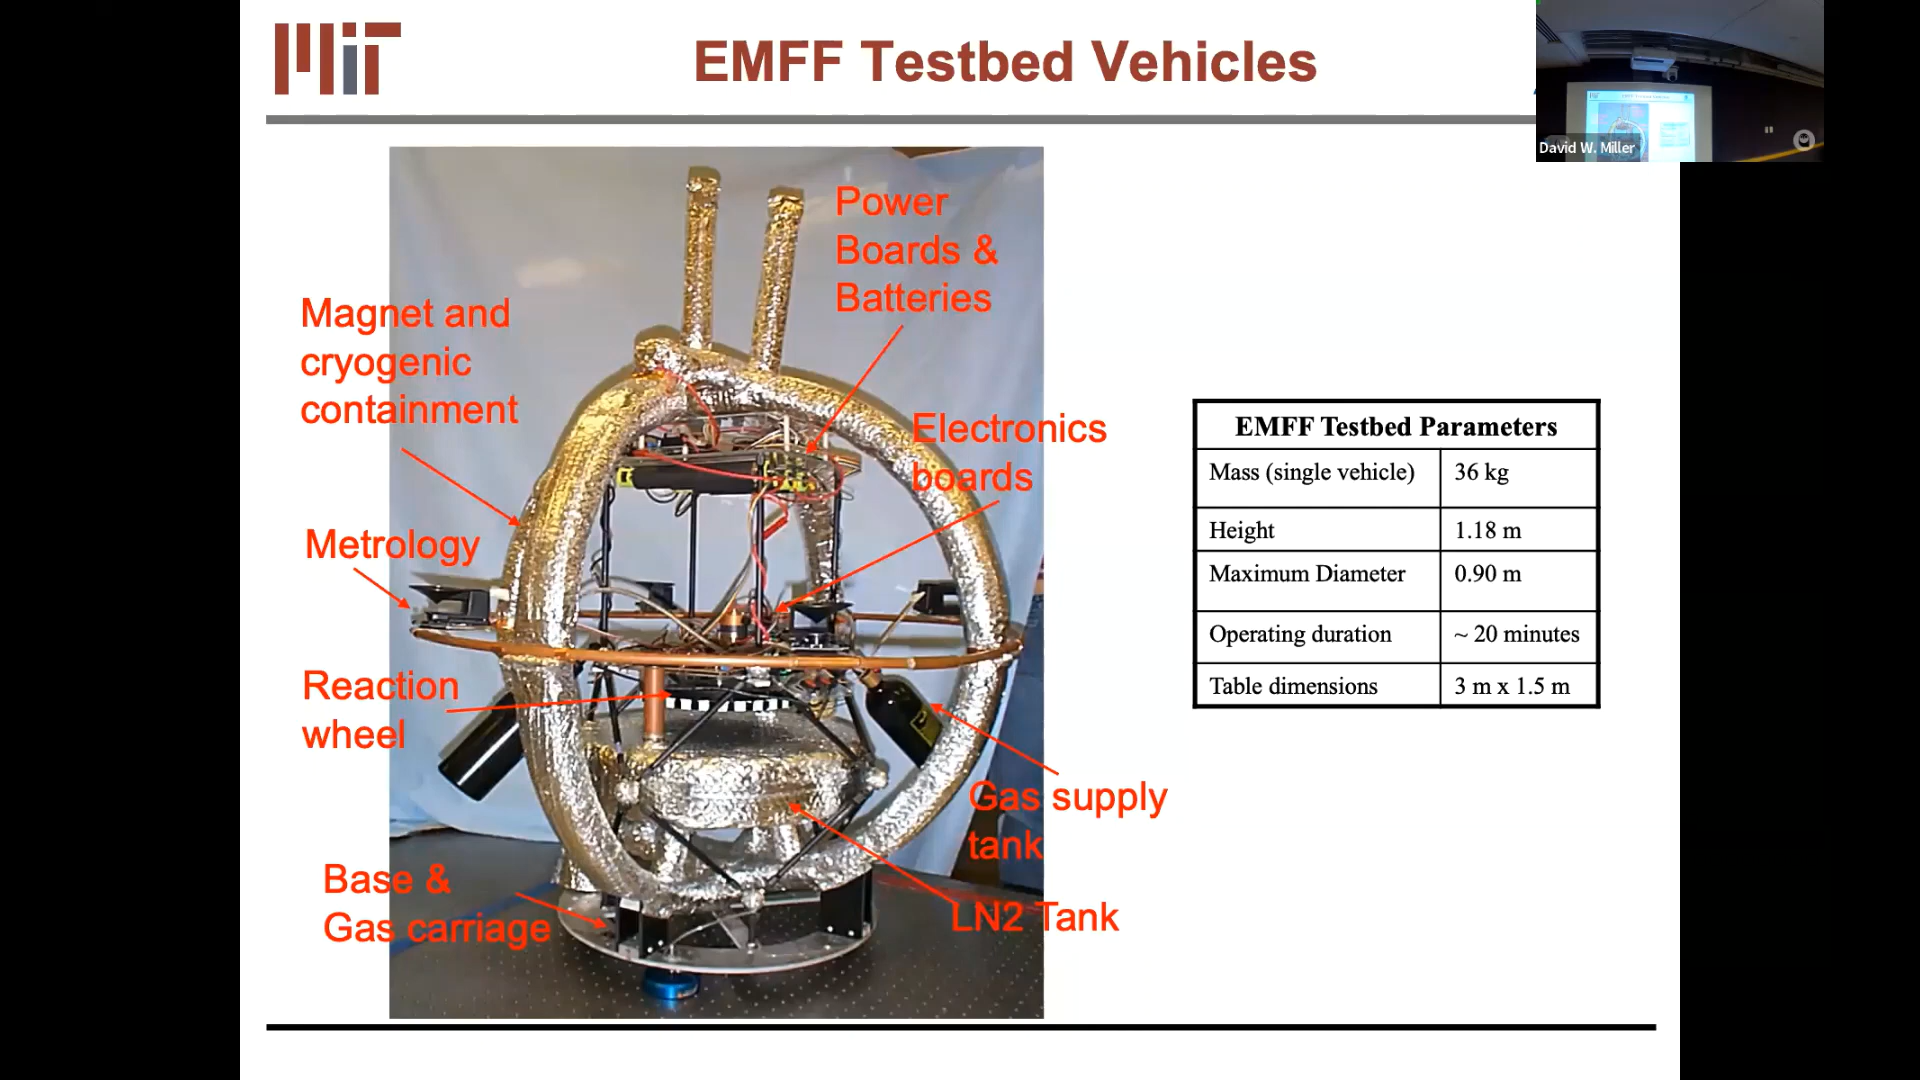 MIT
EMFF Testbed Vehicles
David W. Miller
Power
Boards &
Batteries
Magnet and
cryogenic
containment
Electronics
boards
Metrology
Reaction
wheel
Gas supply
tank
Base &
Gas carriage
LN2 Tank
EMFF Testbed Parameters
Mass (single vehicle) 36 kg
Height 1.18 m
Maximum Diameter 0.90 m
Operating duration ~ 20 minutes
Table dimensions 3 m x 1.5 m